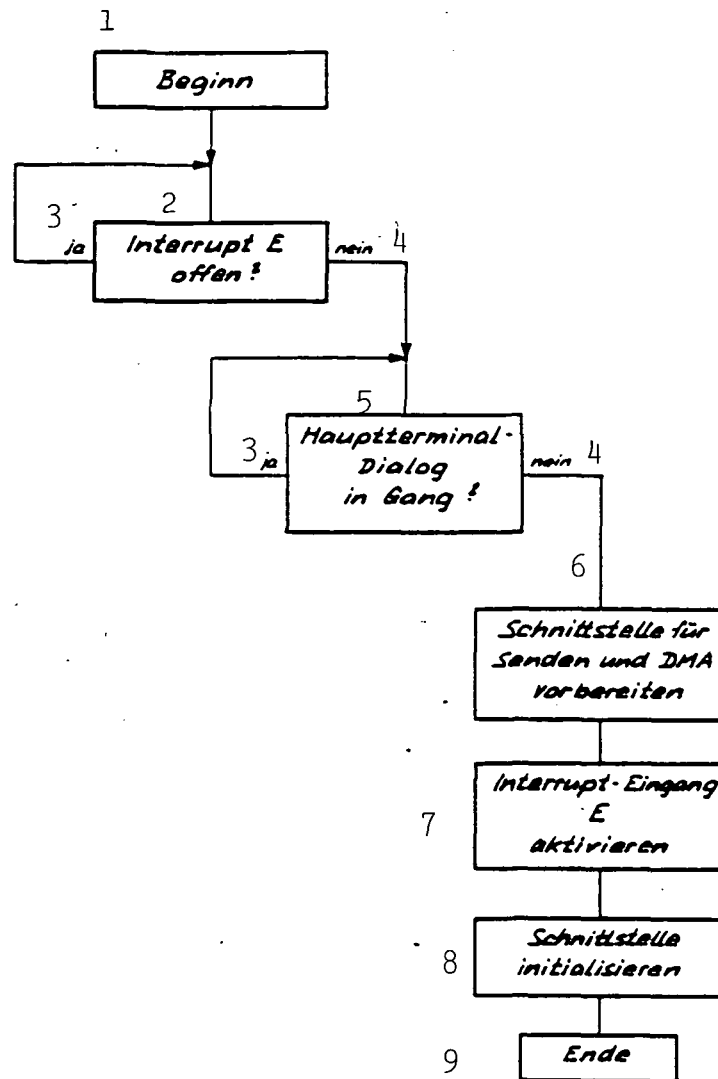 1
Beginn
3 2
ja Interrupt E nein 4
offen?
5
Hauptterminal-
3 ja Dialog nein 4
in Gang?
6
Schnittstelle für
Senden und DMA
vorbereiten
Interrupt-Eingang
E
7
aktivieren
Schnittstelle
8 initialisieren
9 Ende